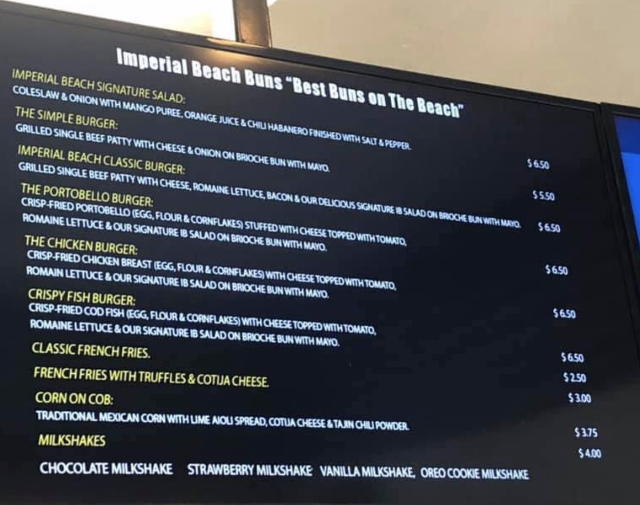 Imperial Beach Buns "Best Buns on The Beach"
IMPERIAL BEACH SIGNATURE SALAD:
COLESLAW & ONION WITH MANGO PUREE, ORANGE JUICE & CHILI HABANERO FINISHED WITH SALT & PEPPER. $6.50
THE SIMPLE BURGER:
GRILLED SINGLE BEEF PATTY WITH CHEESE & ONION ON BRIOCHE BUN WITH MAYO. $5.50
IMPERIAL BEACH CLASSIC BURGER:
GRILLED SINGLE BEEF PATTY WITH CHEESE, ROMAINE LETTUCE, BACON & OUR DELICIOUS SIGNATURE IB SALAD ON BRIOCHE BUN WITH MAYO. $6.50
THE PORTOBELLO BURGER:
CRISP-FRIED PORTOBELLO (EGG, FLOUR & CORNFLAKES) STUFFED WITH CHEESE TOPPED WITH TOMATO,
ROMAINE LETTUCE & OUR SIGNATURE IB SALAD ON BRIOCHE BUN WITH MAYO. $6.50
THE CHICKEN BURGER:
CRISP-FRIED CHICKEN BREAST (EGG, FLOUR & CORNFLAKES) WITH CHEESE TOPPED WITH TOMATO,
ROMAIN LETTUCE & OUR SIGNATURE IB SALAD ON BRIOCHE BUN WITH MAYO. $6.50
CRISPY FISH BURGER:
CRISP-FRIED COD FISH (EGG, FLOUR & CORNFLAKES) WITH CHEESE TOPPED WITH TOMATO,
ROMAINE LETTUCE & OUR SIGNATURE IB SALAD ON BRIOCHE BUN WITH MAYO. $6.50
CLASSIC FRENCH FRIES. $2.50
FRENCH FRIES WITH TRUFFLES & COTIJA CHEESE. $3.00
CORN ON COB:
TRADITIONAL MEXICAN CORN WITH LIME AIOLI SPREAD, COTIJA CHEESE & TAJIN CHILI POWDER. $3.75
MILKSHAKES $4.00
CHOCOLATE MILKSHAKE STRAWBERRY MILKSHAKE VANILLA MILKSHAKE, OREO COOKIE MILKSHAKE